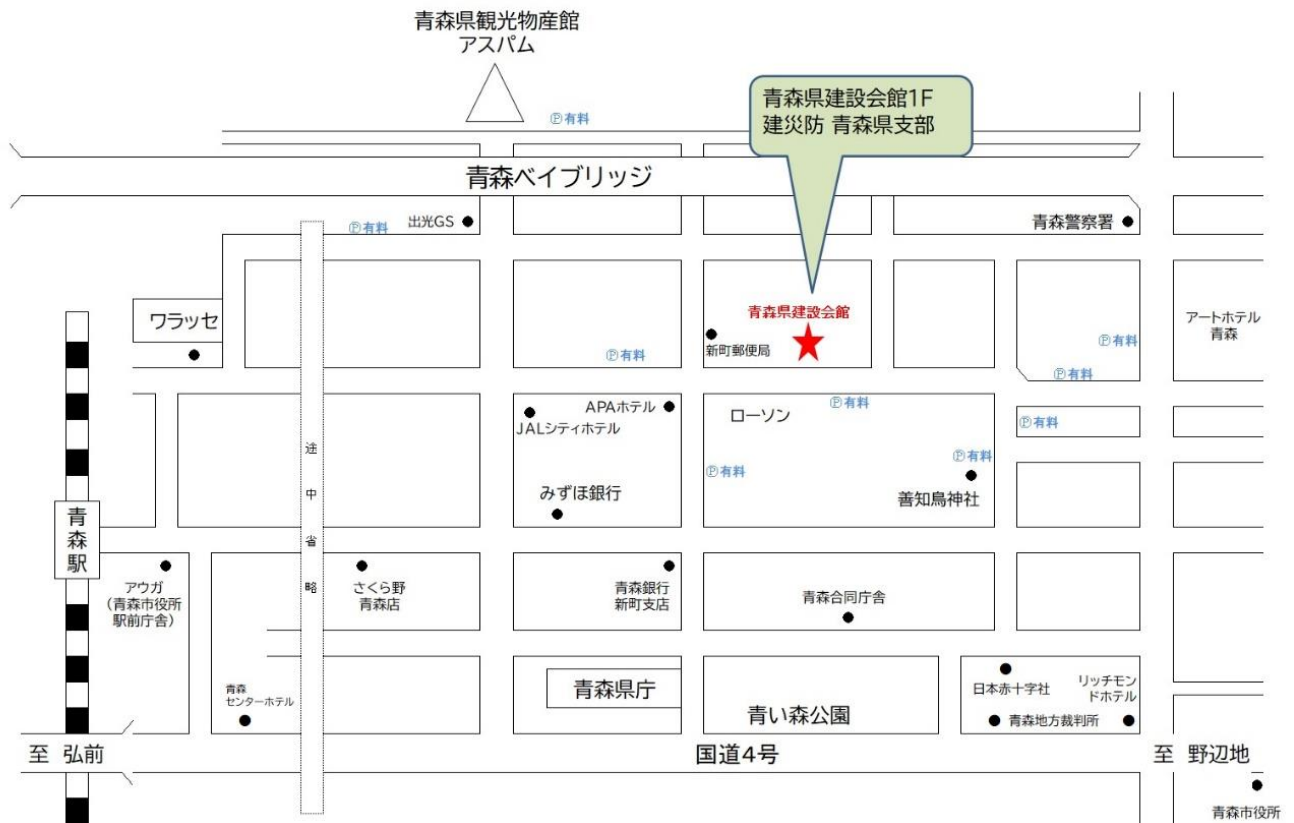 青森県観光物産館
アスパム
Ⓟ有料
青森県建設会館1F
建災防 青森県支部
青森ベイブリッジ
Ⓟ有料
出光GS
青森警察署
ワラッセ
青森県建設会館
新町郵便局
Ⓟ有料
Ⓟ有料
Ⓟ有料
アートホテル
青森
APAホテル
JALシティホテル
ローソン
Ⓟ有料
Ⓟ有料
途中省略
みずほ銀行
Ⓟ有料
Ⓟ有料
善知鳥神社
青森駅
アウガ
（青森市役所
駅前庁舎）
さくら野
青森店
青森銀行
新町支店
青森合同庁舎
青森
センターホテル
青森県庁
青い森公園
日本赤十字社
リッチモン
ドホテル
青森地方裁判所
至 弘前
国道4号
至 野辺地
青森市役所